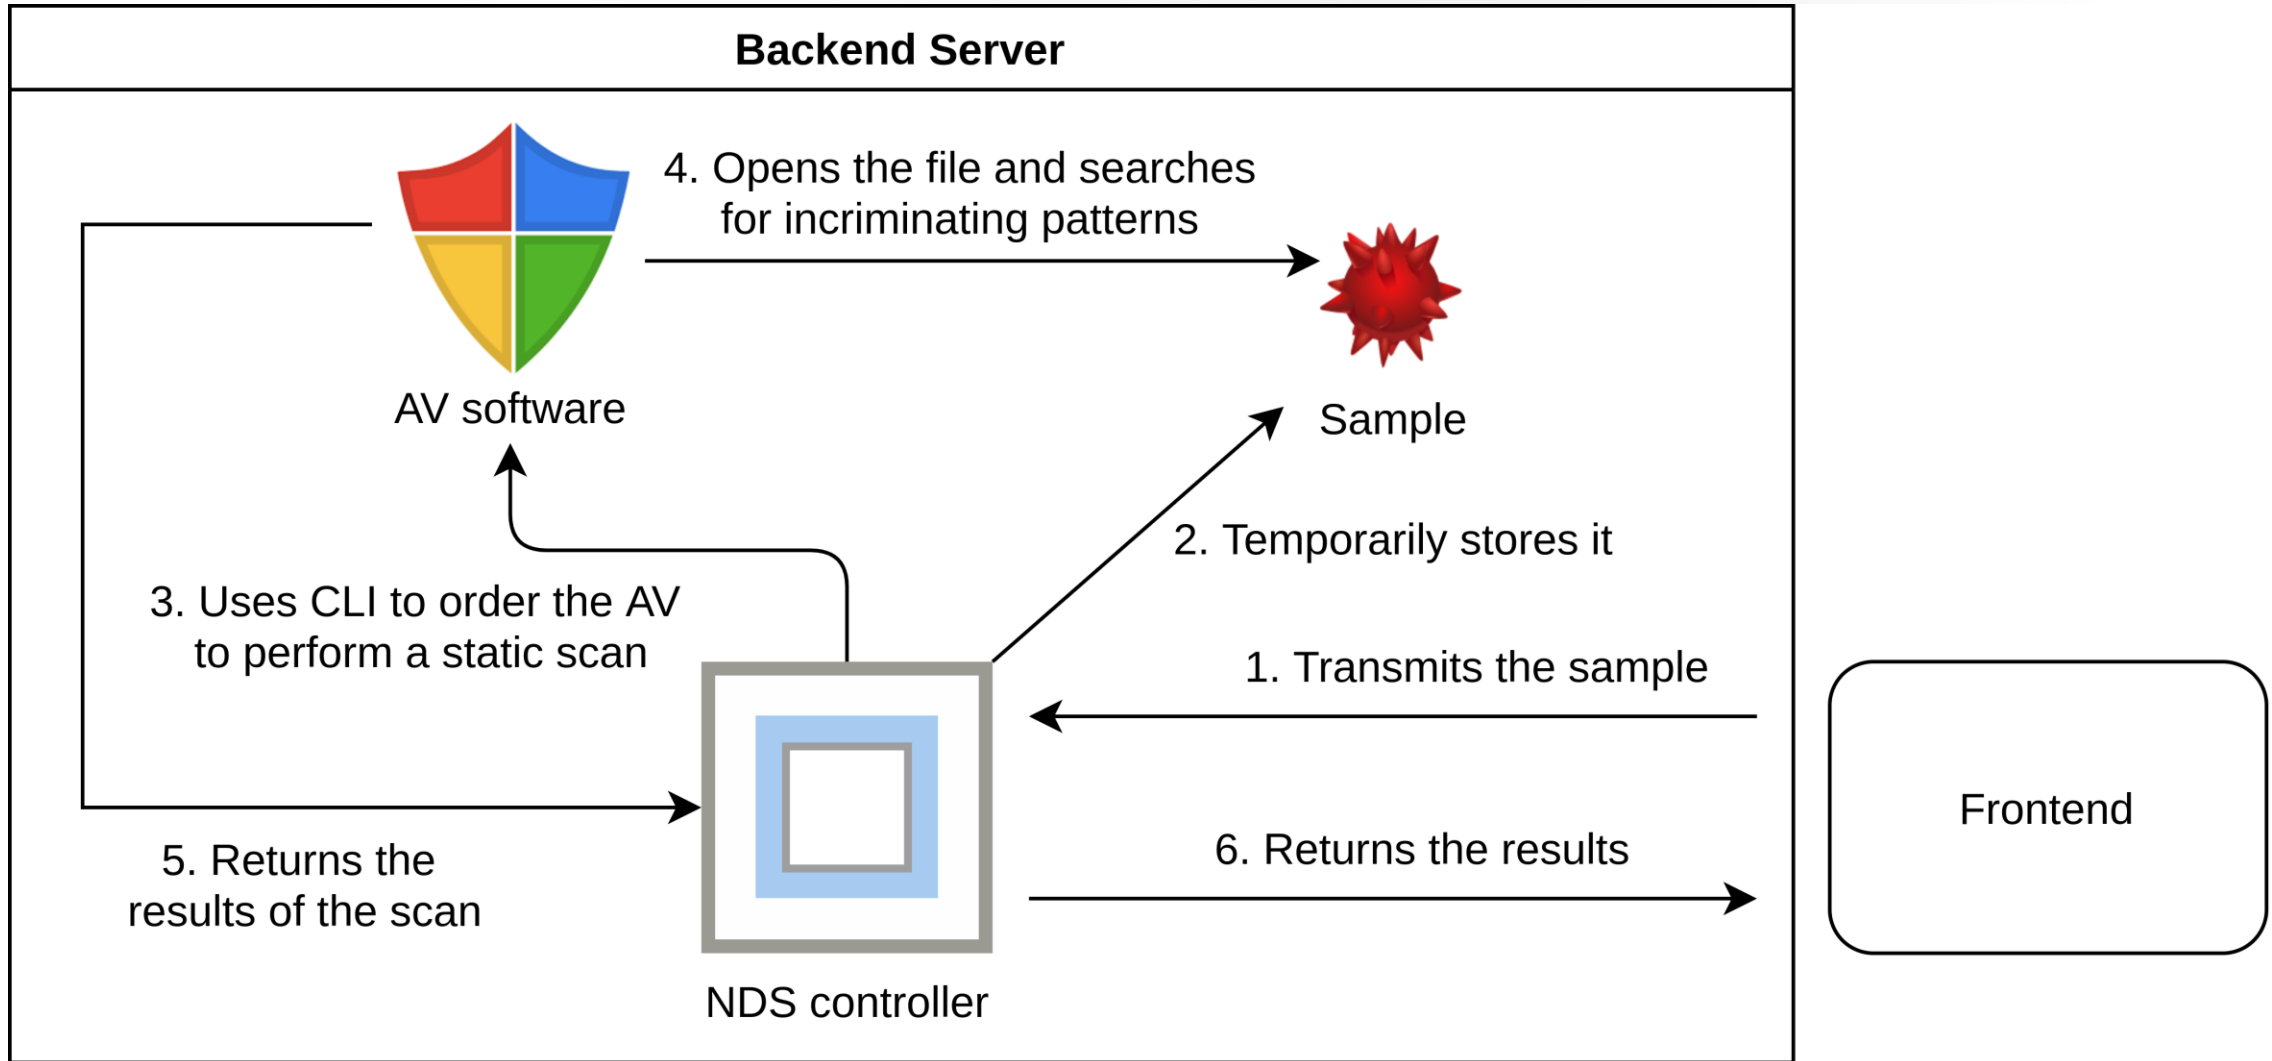 Backend Server
4. Opens the file and searches
for incriminating patterns
AV software
Sample
2. Temporarily stores it
3. Uses CLI to order the AV
to perform a static scan
1. Transmits the sample
Frontend
5. Returns the
results of the scan
6. Returns the results
NDS controller